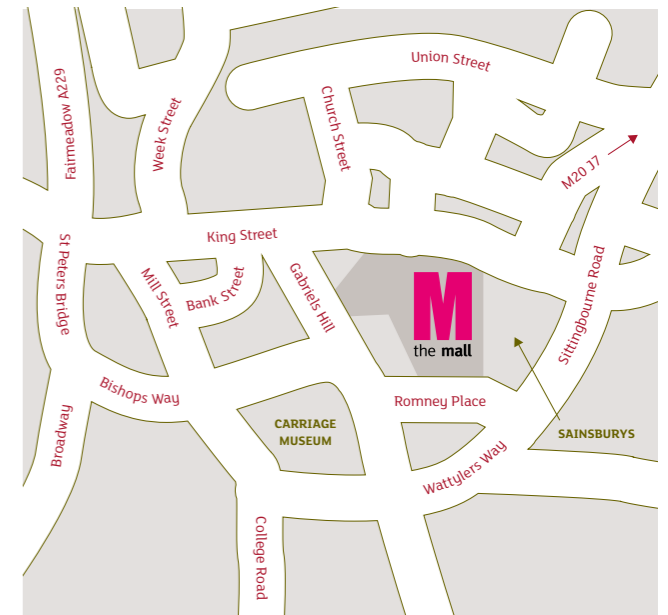 Union Street
Fairmeadow A229
Week Street
Church Street
M20 J7
King Street
St Peters Bridge
Mill Street
Bank Street
Gabriels Hill
Sittingbourne Road
M
the mall
Bishops Way
Romney Place
Broadway
CARRIAGE
MUSEUM
SAINSBURYS
Wattylers Way
College Road